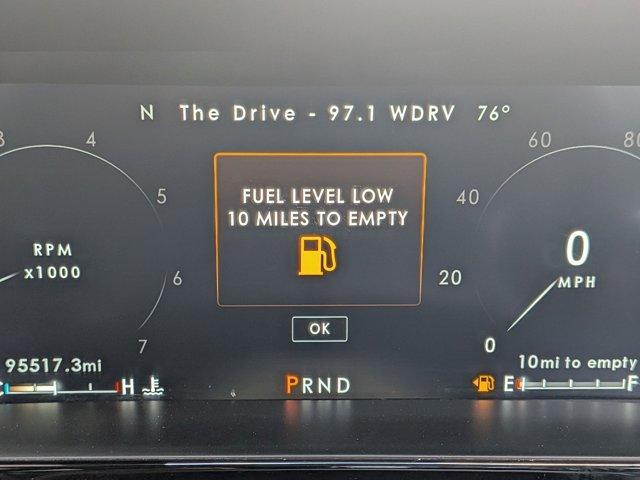 N The Drive - 97.1 WDRV 76°
4
5
6
7
RPM
x1000
FUEL LEVEL LOW
10 MILES TO EMPTY
OK
60
80
40
20
0
0
MPH
95517.3mi
H
PRND
10mi to empty
E
F